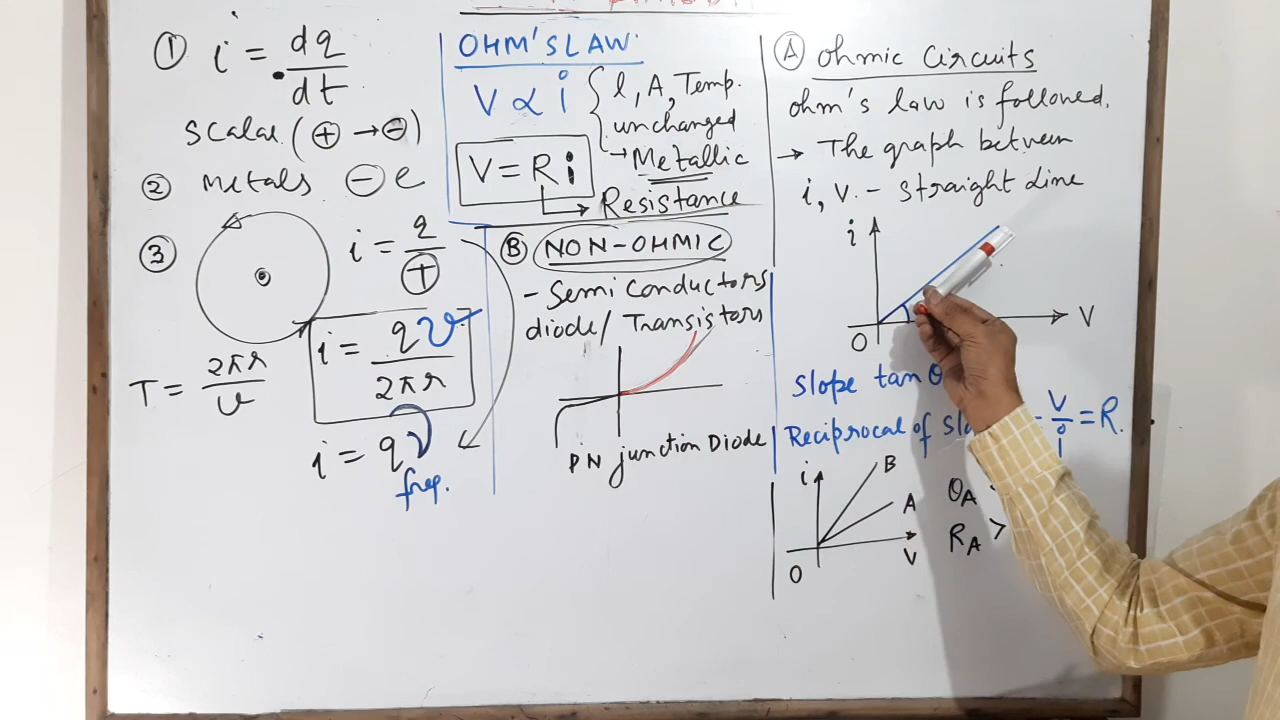 ① i = dq/dt
Scalar (⊕ → ⊖)
② metals ⊖ e
③ i = q/T
i = qv/2πr
T = 2πr/v
i = qν
freq.
OHM'S LAW.
V ∝ i { l, A, Temp.
unchanged
→ Metallic
V = R i
→ Resistance
Ⓑ NON-OHMIC
- Semi Conductors
diode/ Transistors
PN junction Diode
Ⓐ ohmic Circuits
ohm's law is followed.
→ The graph between
i, V. - straight Line
i
V
O
Slope tan θ
Reciprocal of
V/i = R.
i
B
A
V
O
θA
RA >